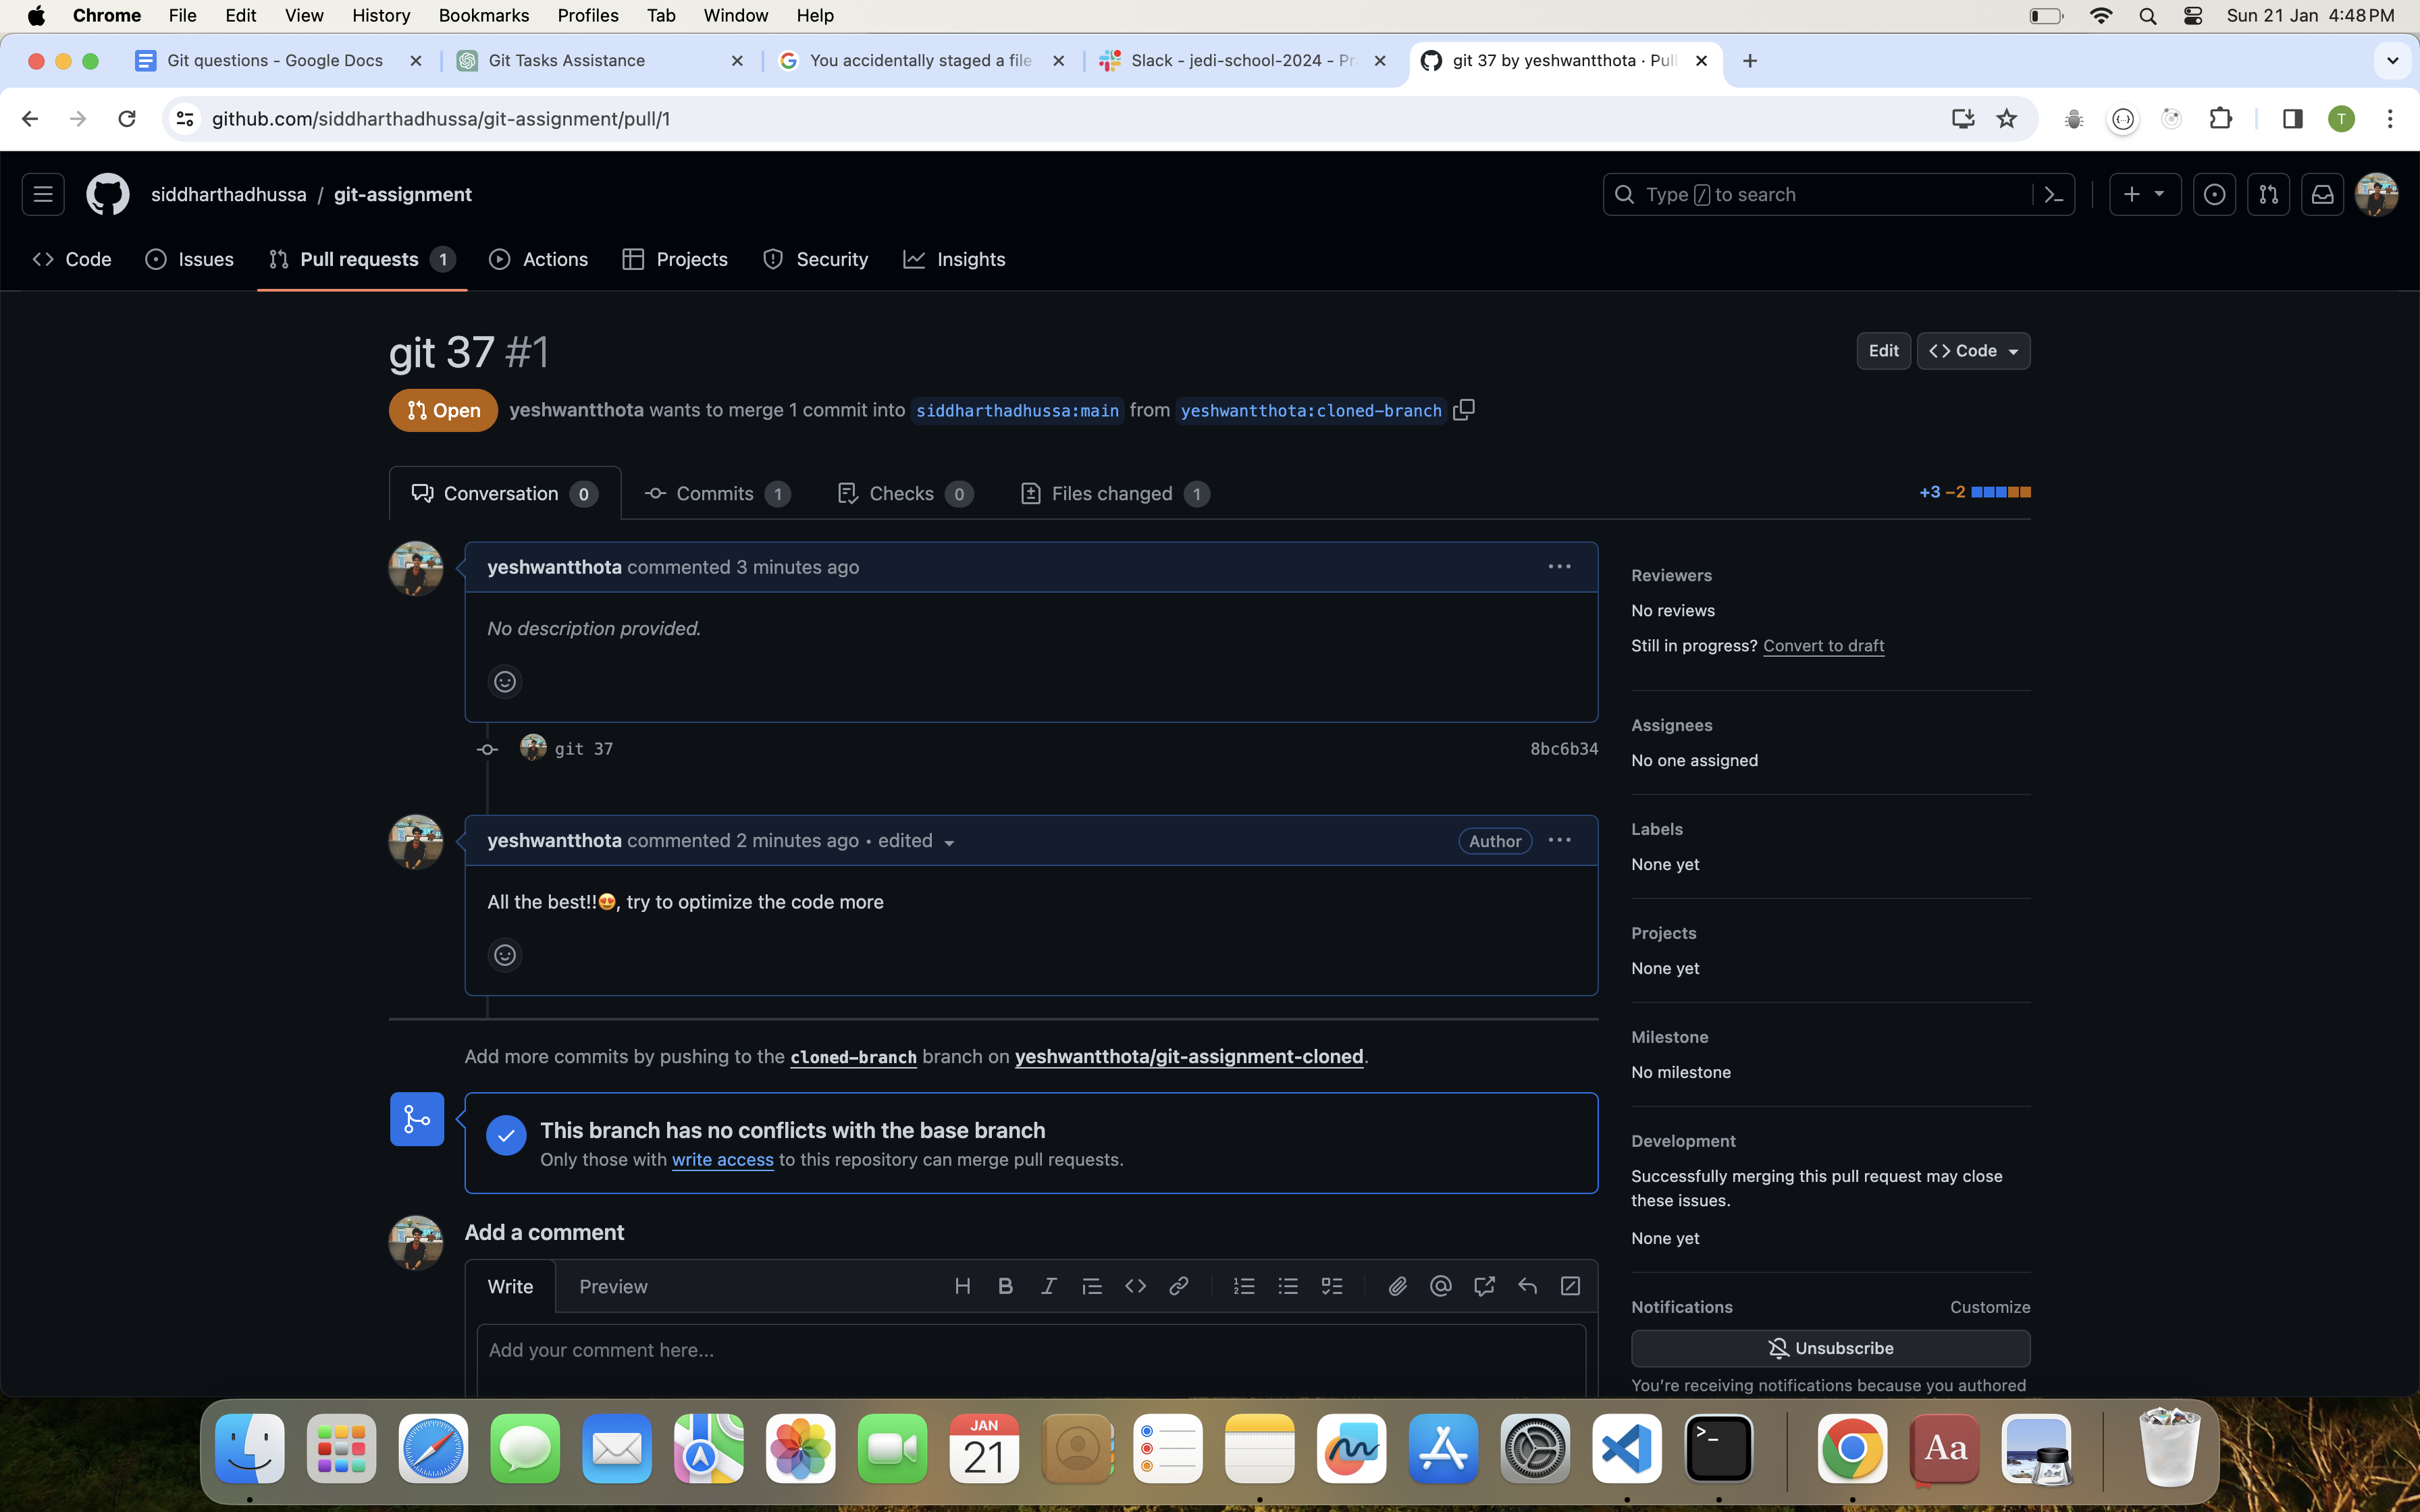 Chrome File Edit View History Bookmarks Profiles Tab Window Help Sun 21 Jan 4:48 PM
Git questions - Google Docs Git Tasks Assistance You accidentally staged a file Slack - jedi-school-2024 - Pr git 37 by yeshwantthota · Pull
github.com/siddharthadhussa/git-assignment/pull/1 {··} T
siddharthadhussa / git-assignment Type / to search
Code Issues Pull requests 1 Actions Projects Security Insights
git 37 #1 Edit Code
Open yeshwantthota wants to merge 1 commit into siddharthadhussa:main from yeshwantthota:cloned-branch
Conversation 0 Commits 1 Checks 0 Files changed 1 +3 −2
yeshwantthota commented 3 minutes ago
No description provided.
git 37 8bc6b34
yeshwantthota commented 2 minutes ago • edited Author
All the best!!😍, try to optimize the code more
Add more commits by pushing to the cloned-branch branch on yeshwantthota/git-assignment-cloned.
This branch has no conflicts with the base branch
Only those with write access to this repository can merge pull requests.
Add a comment
Write Preview H B I
Add your comment here...
Reviewers
No reviews
Still in progress? Convert to draft
Assignees
No one assigned
Labels
None yet
Projects
None yet
Milestone
No milestone
Development
Successfully merging this pull request may close
these issues.
None yet
Notifications Customize
Unsubscribe
You're receiving notifications because you authored
JAN
21
Aa